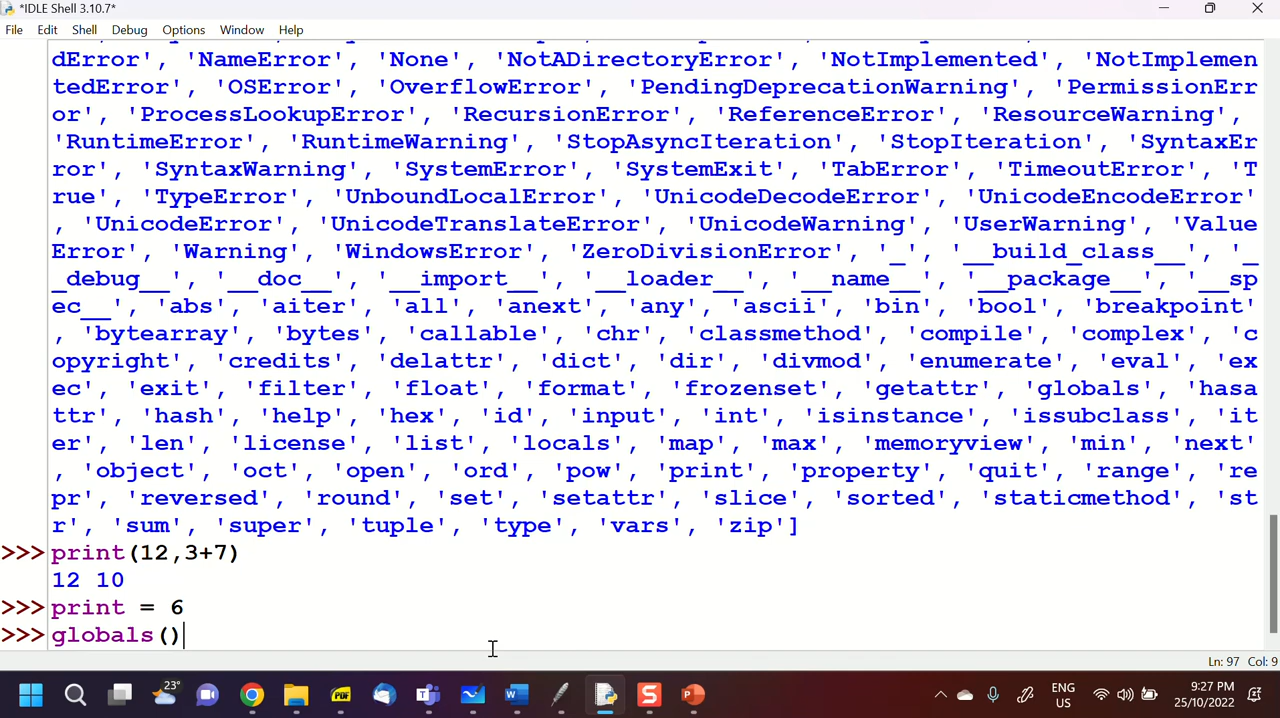 *IDLE Shell 3.10.7*
File Edit Shell Debug Options Window Help
dError', 'NameError', 'None', 'NotADirectoryError', 'NotImplemented', 'NotImplemen
tedError', 'OSError', 'OverflowError', 'PendingDeprecationWarning', 'PermissionErr
or', 'ProcessLookupError', 'RecursionError', 'ReferenceError', 'ResourceWarning',
'RuntimeError', 'RuntimeWarning', 'StopAsyncIteration', 'StopIteration', 'SyntaxEr
ror', 'SyntaxWarning', 'SystemError', 'SystemExit', 'TabError', 'TimeoutError', 'T
rue', 'TypeError', 'UnboundLocalError', 'UnicodeDecodeError', 'UnicodeEncodeError'
, 'UnicodeError', 'UnicodeTranslateError', 'UnicodeWarning', 'UserWarning', 'Value
Error', 'Warning', 'WindowsError', 'ZeroDivisionError', '_', '__build_class__', '_
_debug__', '__doc__', '__import__', '__loader__', '__name__', '__package__', '__sp
ec__', 'abs', 'aiter', 'all', 'anext', 'any', 'ascii', 'bin', 'bool', 'breakpoint'
, 'bytearray', 'bytes', 'callable', 'chr', 'classmethod', 'compile', 'complex', 'c
opyright', 'credits', 'delattr', 'dict', 'dir', 'divmod', 'enumerate', 'eval', 'ex
ec', 'exit', 'filter', 'float', 'format', 'frozenset', 'getattr', 'globals', 'hasa
ttr', 'hash', 'help', 'hex', 'id', 'input', 'int', 'isinstance', 'issubclass', 'it
er', 'len', 'license', 'list', 'locals', 'map', 'max', 'memoryview', 'min', 'next'
, 'object', 'oct', 'open', 'ord', 'pow', 'print', 'property', 'quit', 'range', 're
pr', 'reversed', 'round', 'set', 'setattr', 'slice', 'sorted', 'staticmethod', 'st
r', 'sum', 'super', 'tuple', 'type', 'vars', 'zip']
>>> print(12,3+7)
12 10
>>> print = 6
>>> globals()
Ln: 97 Col: 9
23°
PDF
ENG
US
9:27 PM
25/10/2022